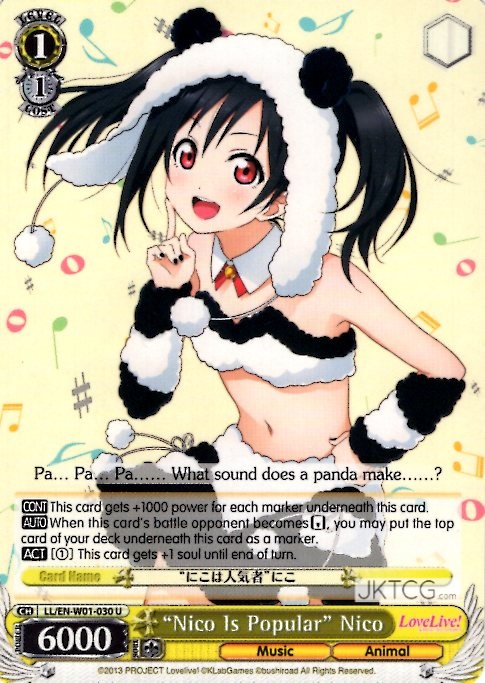 LEVEL
1
1
COST
Pa... Pa... Pa...... What sound does a panda make......?
CONT This card gets +1000 power for each marker underneath this card.
AUTO When this card's battle opponent becomes, you may put the top
card of your deck underneath this card as a marker.
ACT [①] This card gets +1 soul until end of turn.
Card Name "にこは人気者"にこ
JKTCG.com
CH LL/EN-W01-030 U
"Nico Is Popular" Nico
LoveLive!
POWER 6000 SOUL
Music Animal
©2013 PROJECT Lovelive! ©KLabGames ©bushiroad All Rights Reserved.